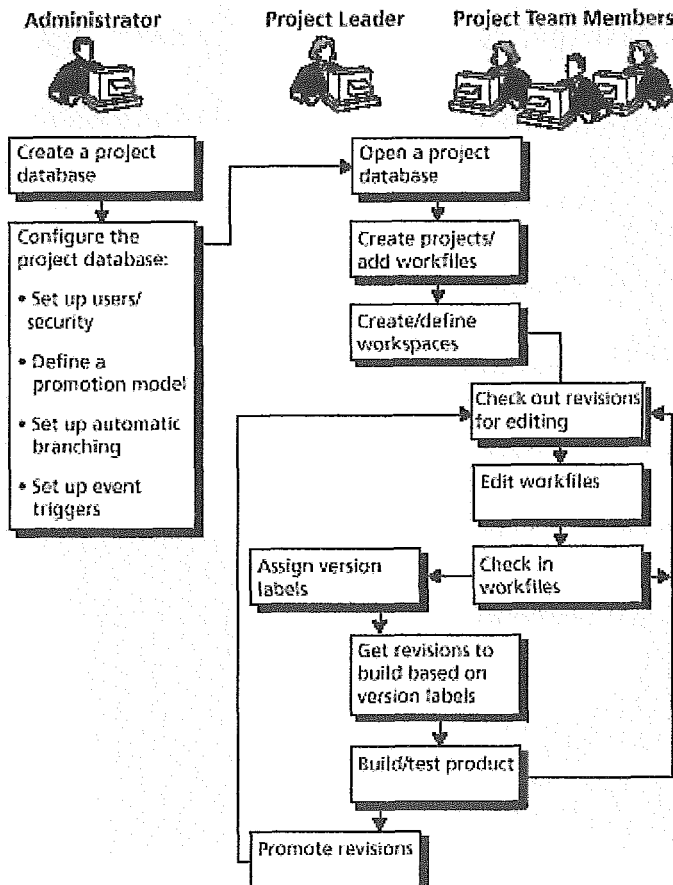 Administrator
Project Leader
Project Team Members
Create a project
database
Configure the
project database:
• Set up users/
security
• Define a
promotion model
• Set up automatic
branching
• Set up event
triggers
Open a project
database
Create projects/
add workfiles
Create/define
workspaces
Check out revisions
for editing
Edit workfiles
Check in
workfiles
Assign version
labels
Get revisions to
build based on
version labels
Build/test product
Promote revisions